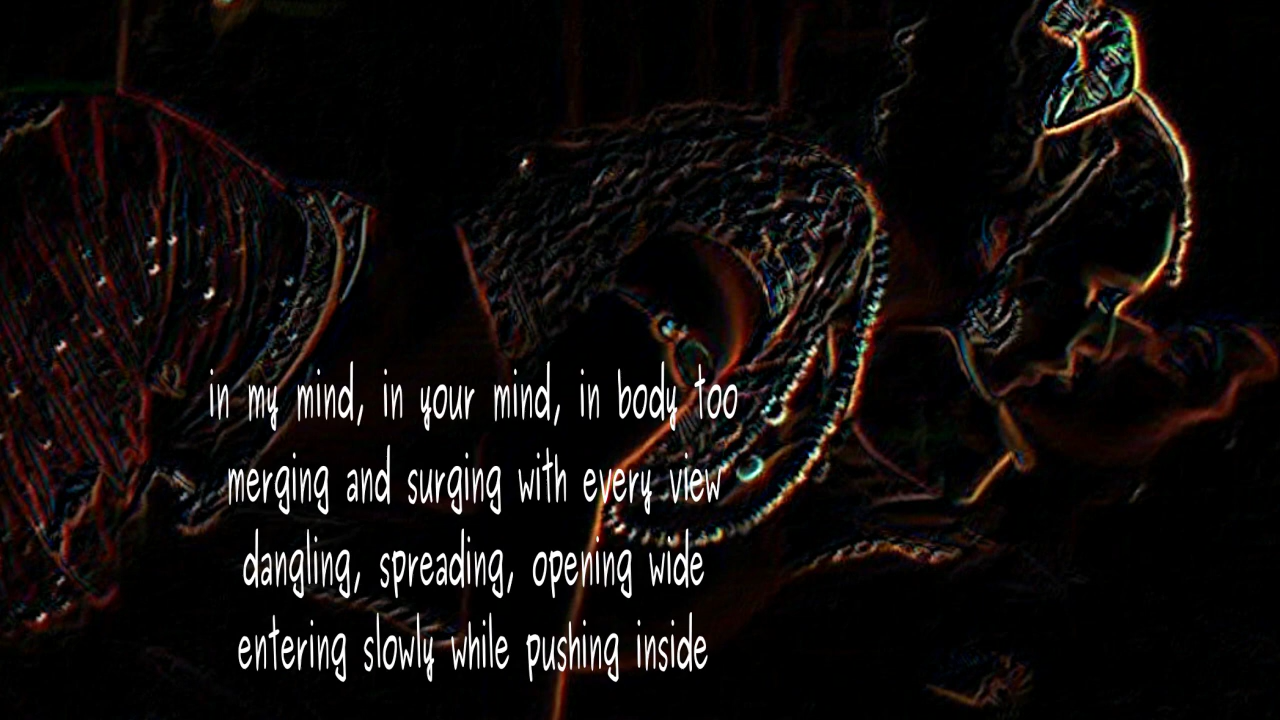 in my mind, in your mind, in body too
merging and surging with every view
dangling, spreading, opening wide
entering slowly while pushing inside